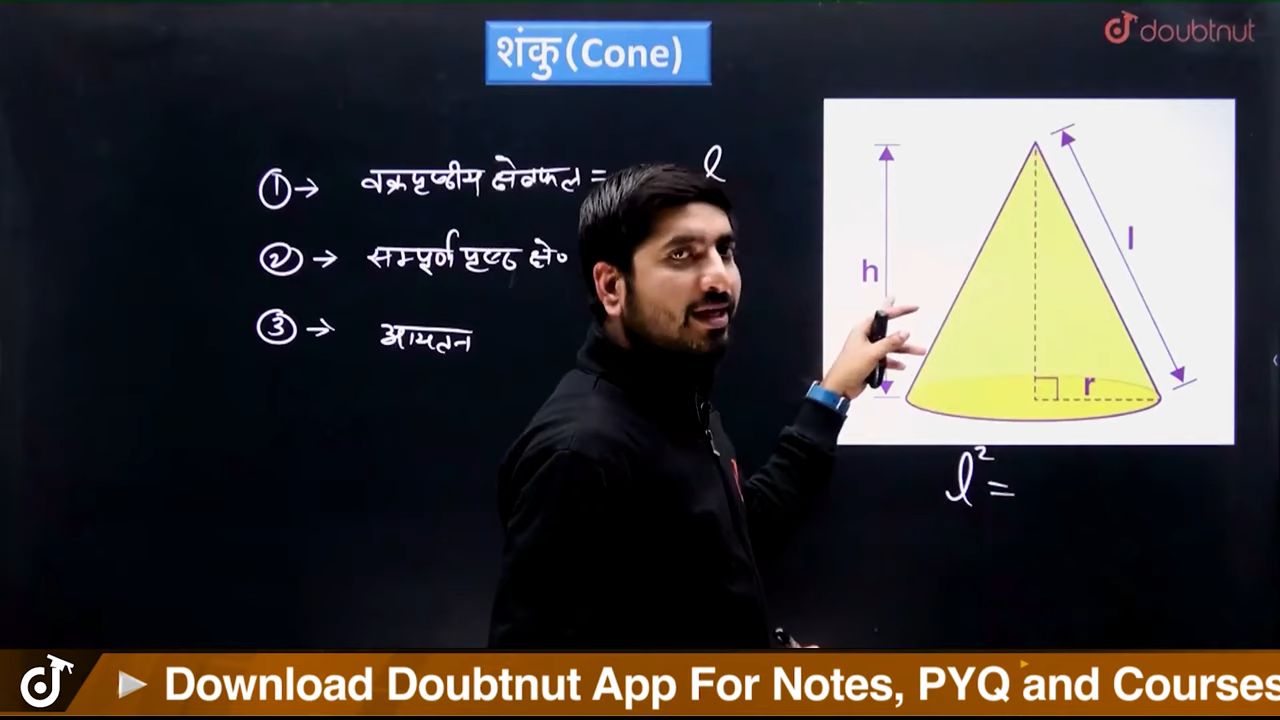 शंकु(Cone)
doubtnut
① → वक्रपृष्ठीय क्षेत्रफल = l
② → सम्पूर्ण पृष्ठ क्षे०
③ → आयतन
h
l
r
l² =
Download Doubtnut App For Notes, PYQ and Courses